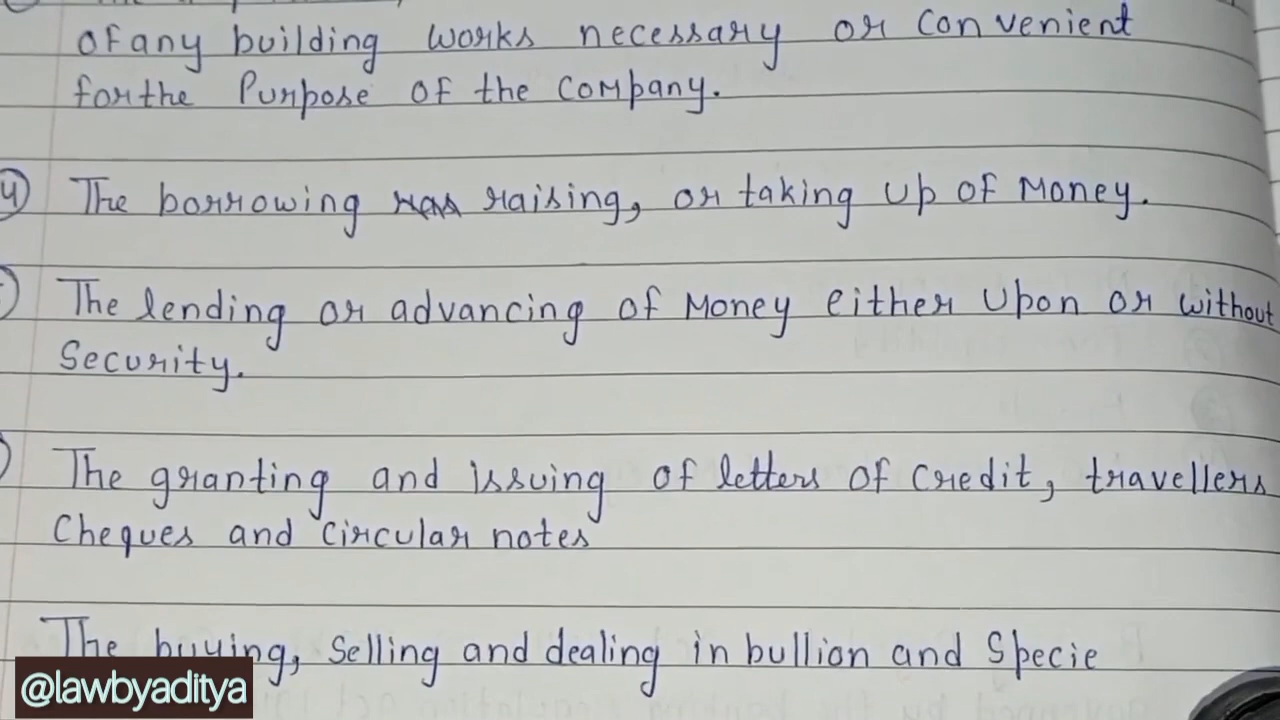 of any building works necessary or convenient
for the Purpose of the Company.
4 The borrowing raising, or taking up of Money.
The lending or advancing of Money either Upon or without
Security.
The granting and issuing of letters of credit, travellers
Cheques and circular notes
The buying, Selling and dealing in bullion and Specie
@lawbyaditya